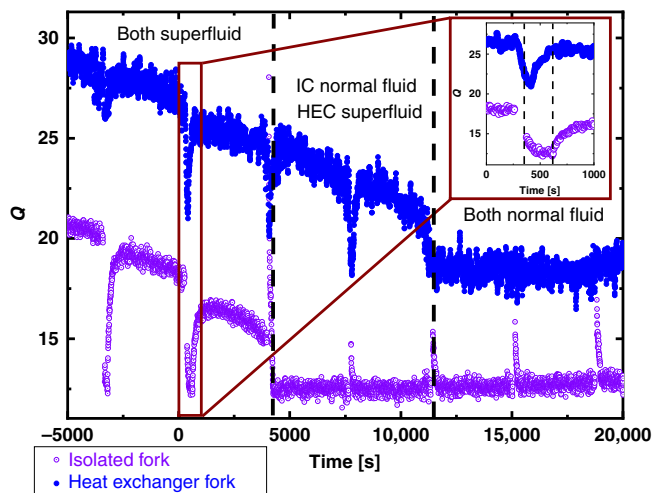 30
25
20
15
Q
−5000
0
5000
10,000
15,000
20,000
Time [s]
Both superfluid
IC normal fluid
HEC superfluid
Both normal fluid
25
20
15
Q
0
500
1000
Time [s]
Isolated fork
Heat exchanger fork